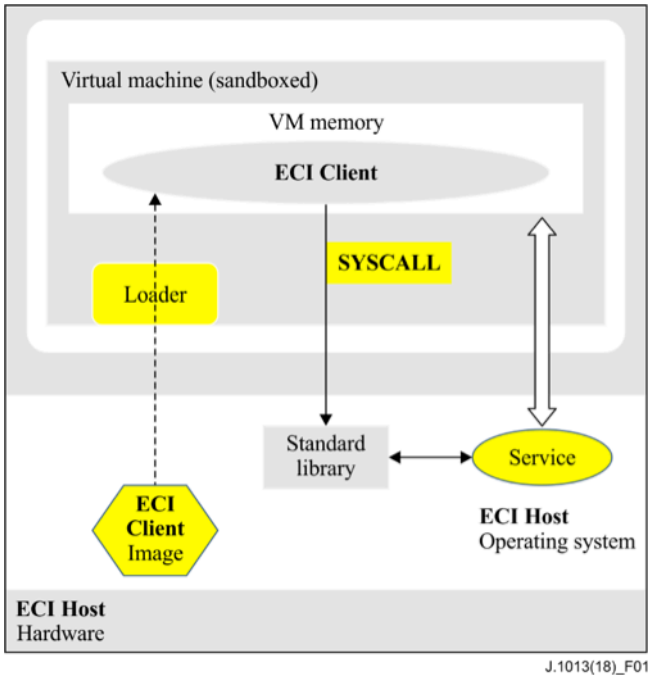 Virtual machine (sandboxed)
VM memory
ECI Client
SYSCALL
Loader
Standard
library
Service
ECI
Client
Image
ECI Host
Operating system
ECI Host
Hardware
J.1013(18)_F01